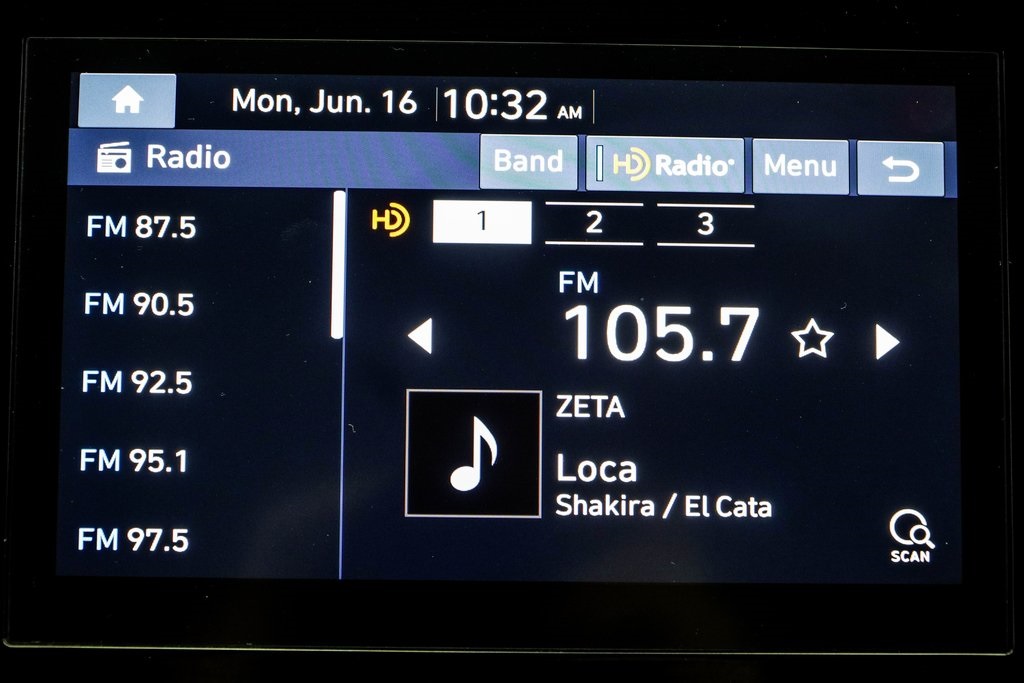 Mon, Jun. 16 10:32 AM
Radio Band HD Radio Menu
FM 87.5
FM 90.5
FM 92.5
FM 95.1
FM 97.5
HD 1 2 3
FM
105.7
ZETA
Loca
Shakira / El Cata
SCAN